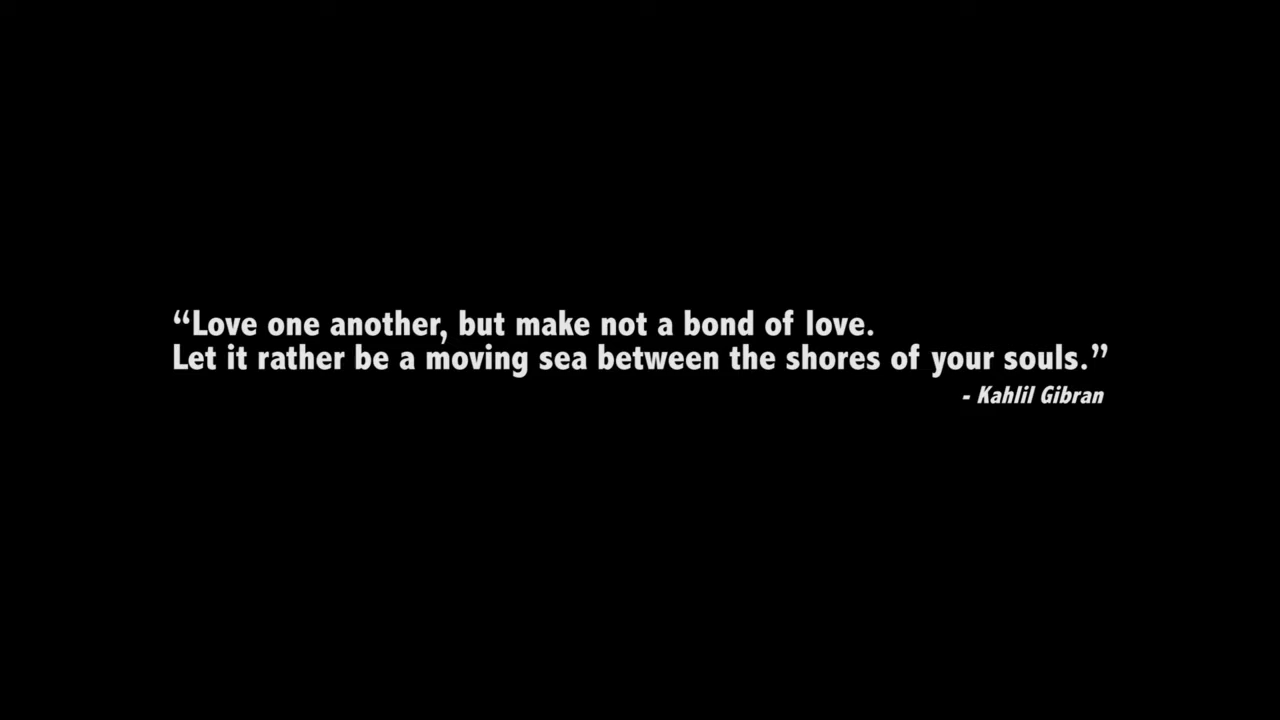 “Love one another, but make not a bond of love.
Let it rather be a moving sea between the shores of your souls.”
- Kahlil Gibran